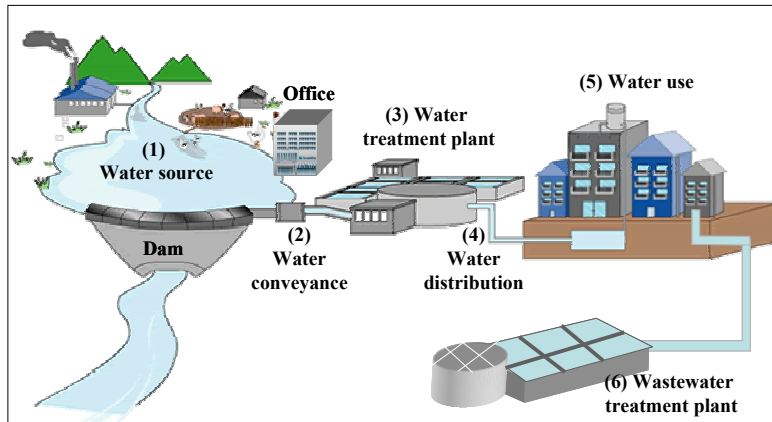 Office
(1)
Water source
Dam
(2)
Water
conveyance
(3) Water
treatment plant
(4)
Water
distribution
(5) Water use
(6) Wastewater
treatment plant